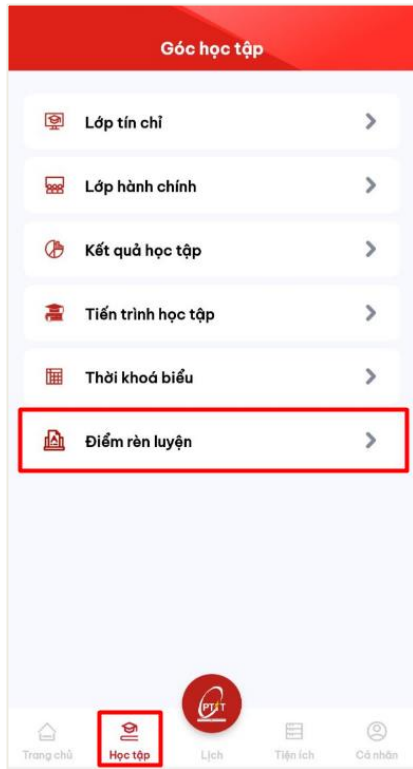 Góc học tập
Lớp tín chỉ
Lớp hành chính
Kết quả học tập
Tiến trình học tập
Thời khoá biểu
Điểm rèn luyện
PTIT
Trang chủ Học tập Lịch Tiện ích Cá nhân